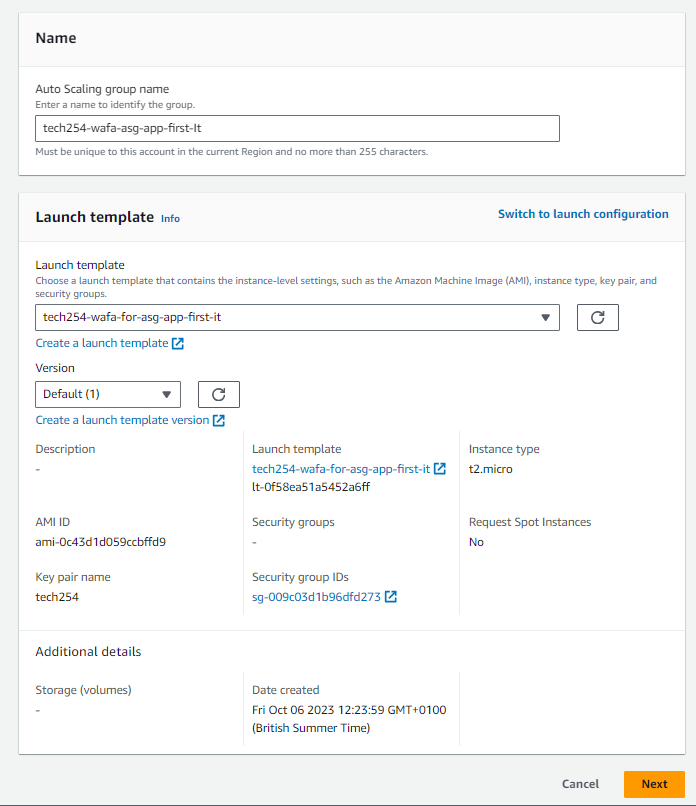 Name
Auto Scaling group name
Enter a name to identify the group.
tech254-wafa-asg-app-first-lt
Must be unique to this account in the current Region and no more than 255 characters.
Launch template Info
Switch to launch configuration
Launch template
Choose a launch template that contains the instance-level settings, such as the Amazon Machine Image (AMI), instance type, key pair, and
security groups.
tech254-wafa-for-asg-app-first-it
Create a launch template
Version
Default (1)
Create a launch template version
Description
-
Launch template
tech254-wafa-for-asg-app-first-it
lt-0f58ea51a5452a6ff
Instance type
t2.micro
AMI ID
ami-0c43d1d059ccbffd9
Security groups
-
Request Spot Instances
No
Key pair name
tech254
Security group IDs
sg-009c03d1b96dfd273
Additional details
Storage (volumes)
-
Date created
Fri Oct 06 2023 12:23:59 GMT+0100
(British Summer Time)
Cancel
Next